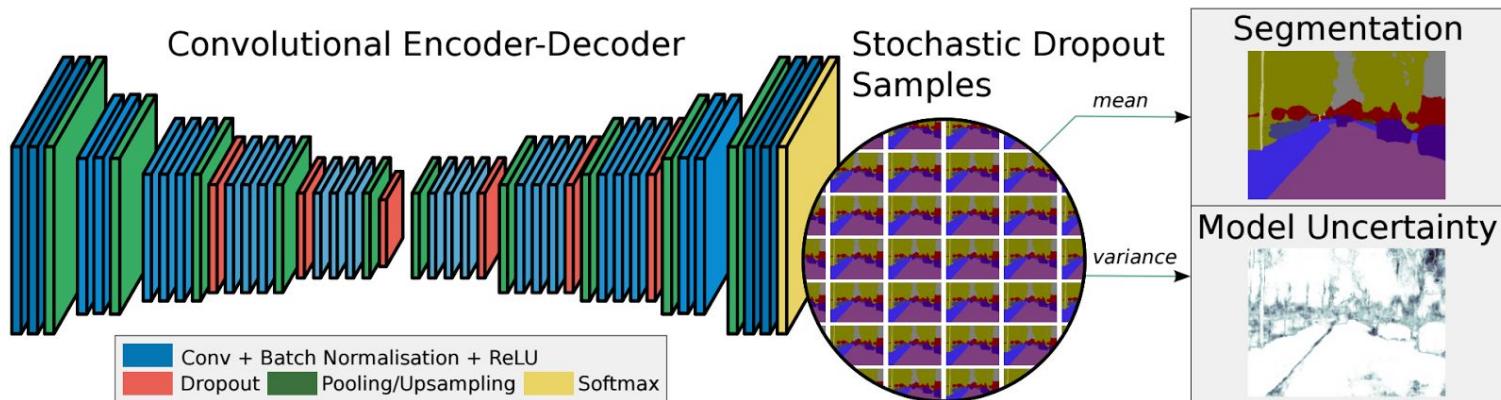 Convolutional Encoder-Decoder
Stochastic Dropout
Samples
mean
variance
Segmentation
Model Uncertainty
Conv + Batch Normalisation + ReLU
Dropout
Pooling/Upsampling
Softmax